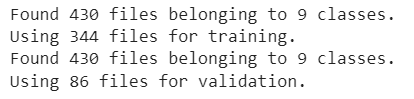 Found 430 files belonging to 9 classes.
Using 344 files for training.
Found 430 files belonging to 9 classes.
Using 86 files for validation.